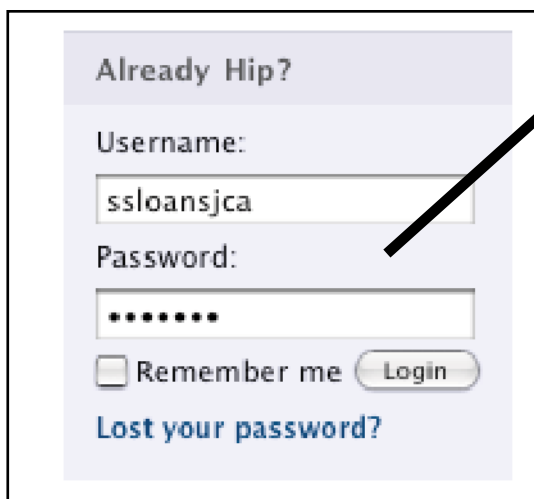 Already Hip?
Username:
ssloansjca
Password:
•••••••
Remember me Login
Lost your password?